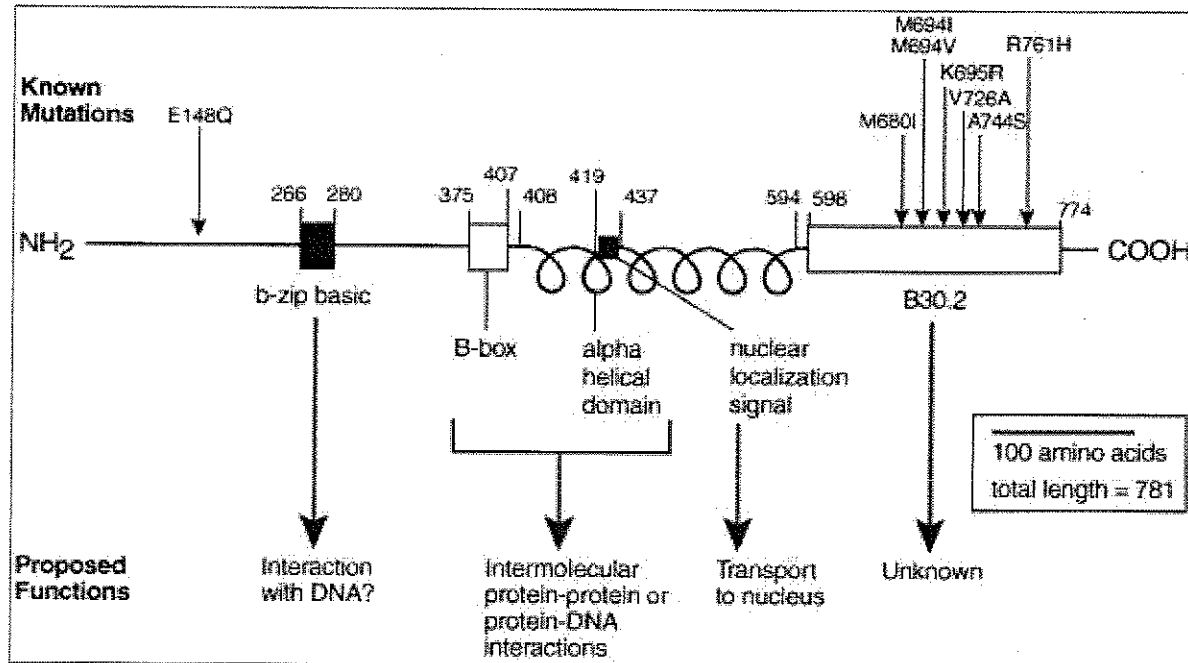 M694I
M694V
R761H
K695R
V726A
M680I
A744S
Known
Mutations
E148Q
266
280
375
407
408
419
437
594
598
774
NH2
COOH
b-zip basic
B-box
alpha
helical
domain
nuclear
localization
signal
B30.2
100 amino acids
total length = 781
Proposed
Functions
Interaction
with DNA?
Intermolecular
protein-protein or
protein-DNA
interactions
Transport
to nucleus
Unknown